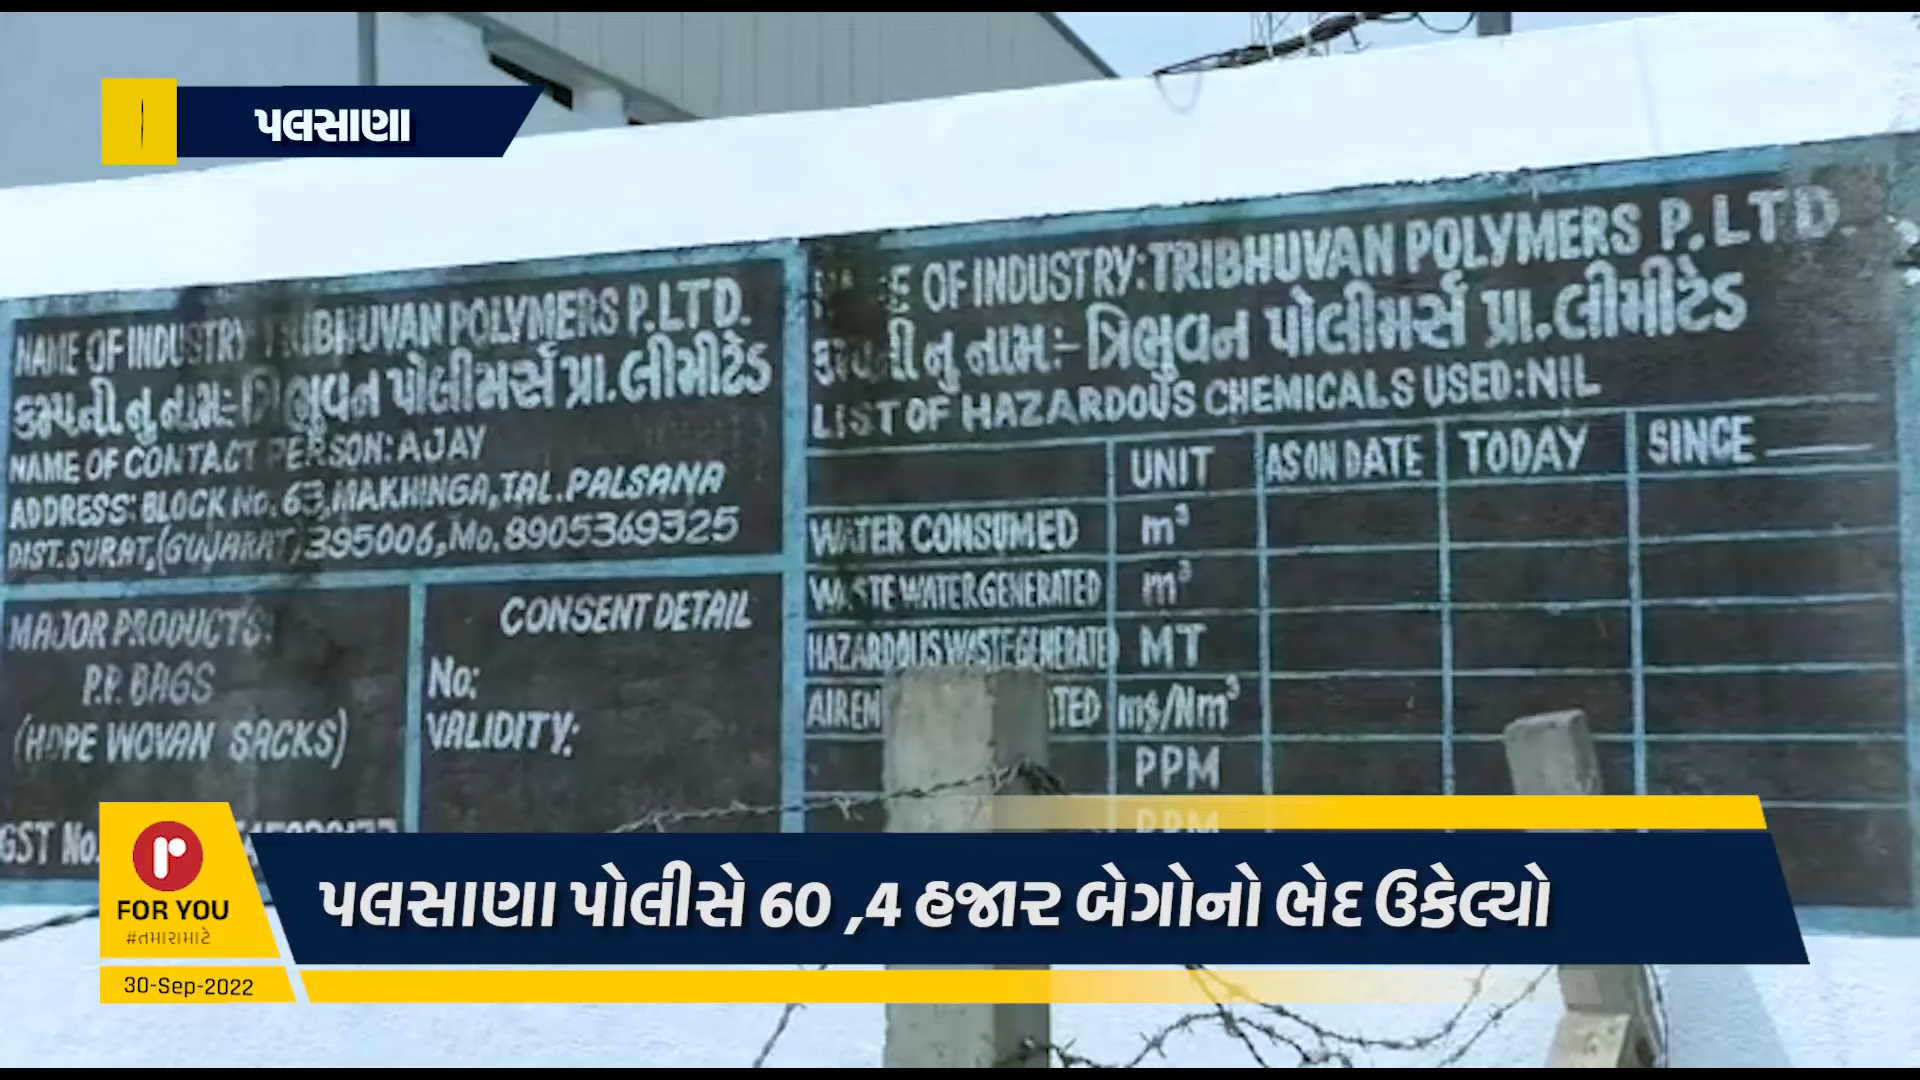 પલસાણા
NAME OF INDUSTRY: TRIBHUVAN POLYMERS P.LTD.
કંપની નું નામ:- ત્રિભુવન પોલીમર્સ પ્રા.લીમીટેડ
NAME OF CONTACT PERSON: AJAY
ADDRESS: BLOCK No. 63, MAKHINGA, TAL. PALSANA
DIST. SURAT, (GUJARAT) 395006, Mo. 8905369325
MAJOR PRODUCTS:
P.P. BAGS
(HDPE WOVAN SACKS)
GST No.
CONSENT DETAIL
No:
VALIDITY:
OF INDUSTRY: TRIBHUVAN POLYMERS P.LTD.
નું નામ:- ત્રિભુવન પોલીમર્સ પ્રા.લીમીટેડ
LIST OF HAZARDOUS CHEMICALS USED: NIL
UNIT AS ON DATE TODAY SINCE
WATER CONSUMED m³
WASTE WATER GENERATED m³
HAZARDOUS WASTE GENERATED MT
mg/Nm³
PPM
PPM
પલસાણા પોલીસે 60 ,4 હજાર બેગોનો ભેદ ઉકેલ્યો
r
FOR YOU
#તમારામાટે
30-Sep-2022